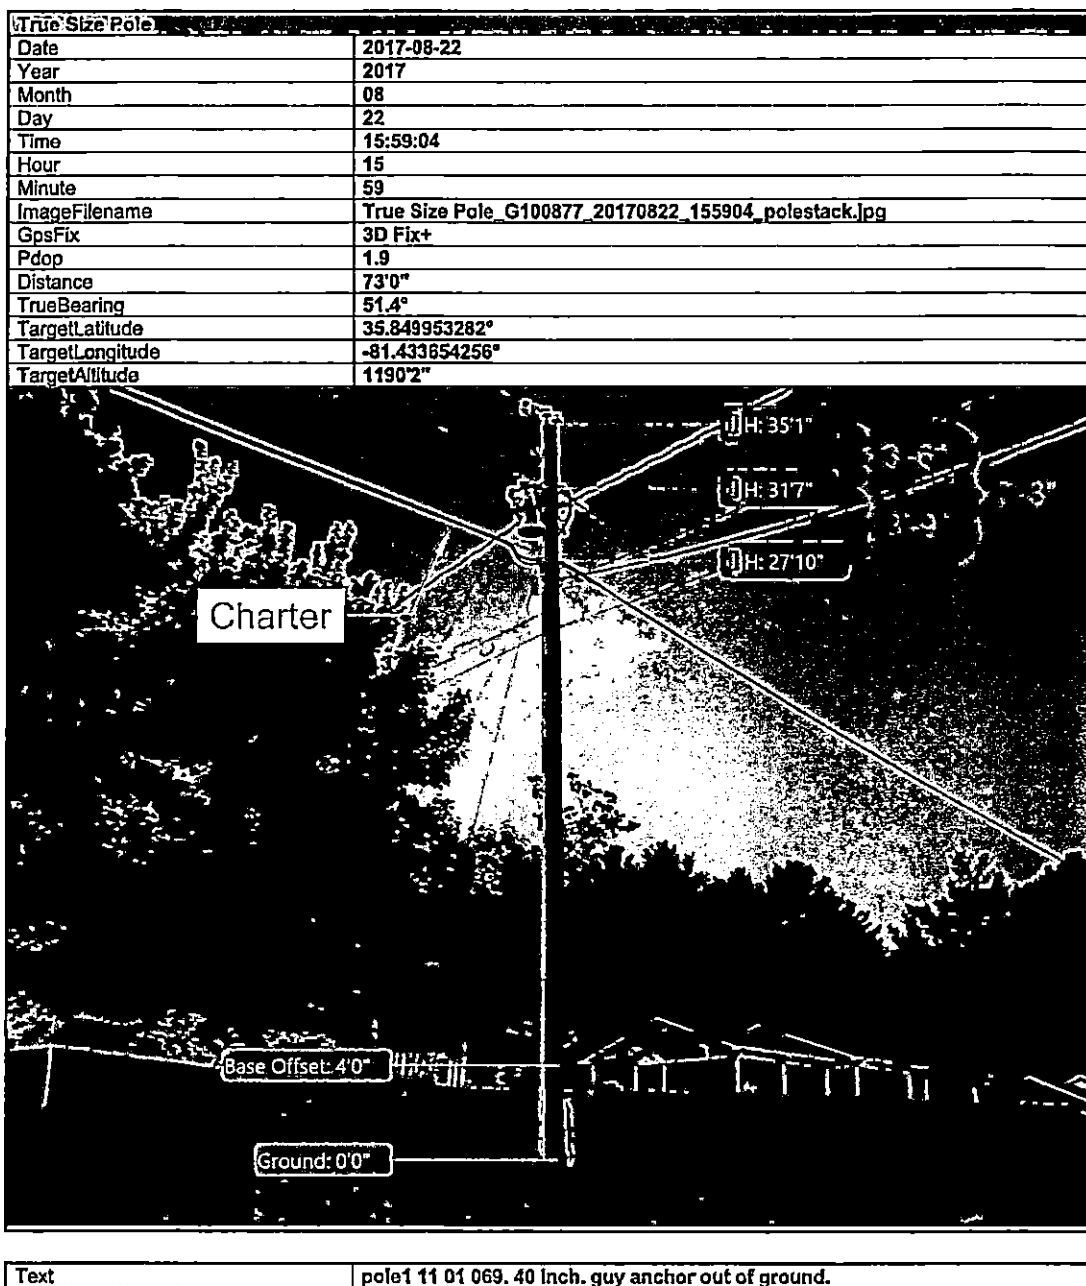 True Size Pole
Date 2017-08-22
Year 2017
Month 08
Day 22
Time 15:59:04
Hour 15
Minute 59
ImageFilename True Size Pole_G100877_20170822_155904_polestack.jpg
GpsFix 3D Fix+
Pdop 1.9
Distance 73'0"
TrueBearing 51.4°
TargetLatitude 35.849953282°
TargetLongitude -81.433654256°
TargetAltitude 1190'2"
H: 35'1"
H: 31'7"
H: 27'10"
Charter
Base Offset: 4'0"
Ground: 0'0"
Text pole1 11 01 069. 40 inch. guy anchor out of ground.